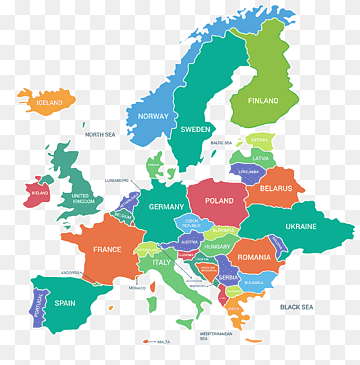 ICELAND
NORWAY
FINLAND
SWEDEN
NORTH SEA
BALTIC SEA
ESTONIA
LATVIA
LITHUANIA
BELARUS
IRELAND
UNITED
KINGDOM
DENMARK
LUXEMBURG
BELGIUM
GERMANY
POLAND
UKRAINE
CZECH
REPUBLIC
SLOVAKIA
AUSTRIA
HUNGARY
FRANCE
ITALY
ROMANIA
SERBIA
BULGARIA
ANDORRA
MONACO
SPAIN
PORTUGAL
BLACK SEA
MEDITERRANEAN
SEA
MALTA